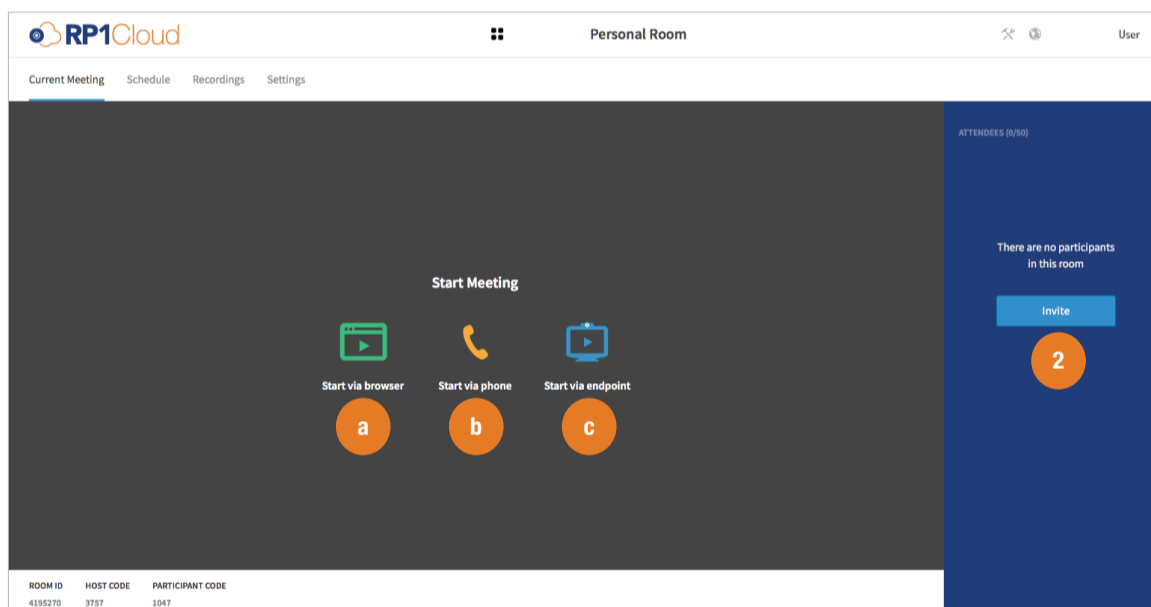 RP1Cloud
Personal Room
User
Current Meeting Schedule Recordings Settings
ATTENDEES (0/50)
There are no participants
in this room
Invite
2
Start Meeting
Start via browser Start via phone Start via endpoint
a b c
ROOM ID HOST CODE PARTICIPANT CODE
4195270 3757 1047